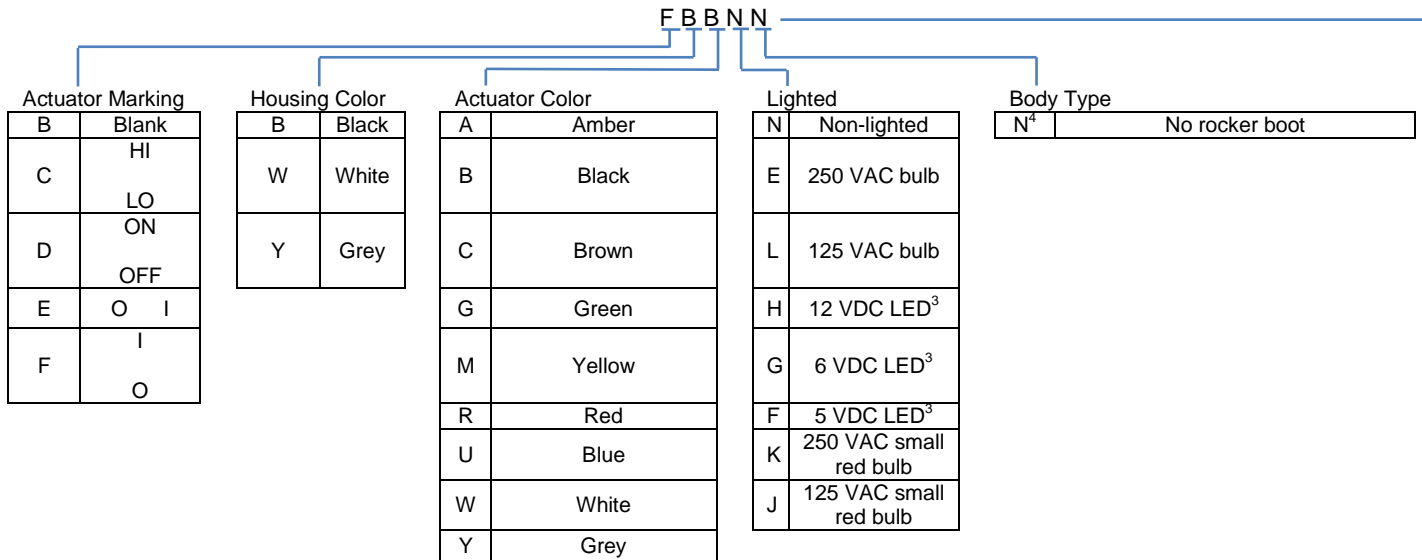 F B B N N
Actuator Marking
B Blank
C HI LO
D ON OFF
E O I
F I O
Housing Color
B Black
W White
Y Grey
Actuator Color
A Amber
B Black
C Brown
G Green
M Yellow
R Red
U Blue
W White
Y Grey
Lighted
N Non-lighted
E 250 VAC bulb
L 125 VAC bulb
H 12 VDC LED³
G 6 VDC LED³
F 5 VDC LED³
K 250 VAC small
red bulb
J 125 VAC small
red bulb
Body Type
N⁴ No rocker boot